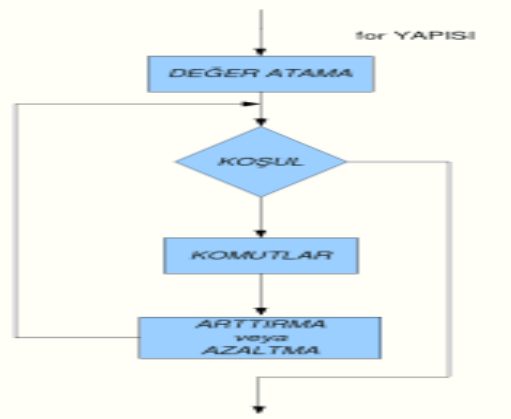 for YAPISI
DEĞER ATAMA
KOŞUL
KOMUTLAR
ARTTIRMA
veya
AZALTMA